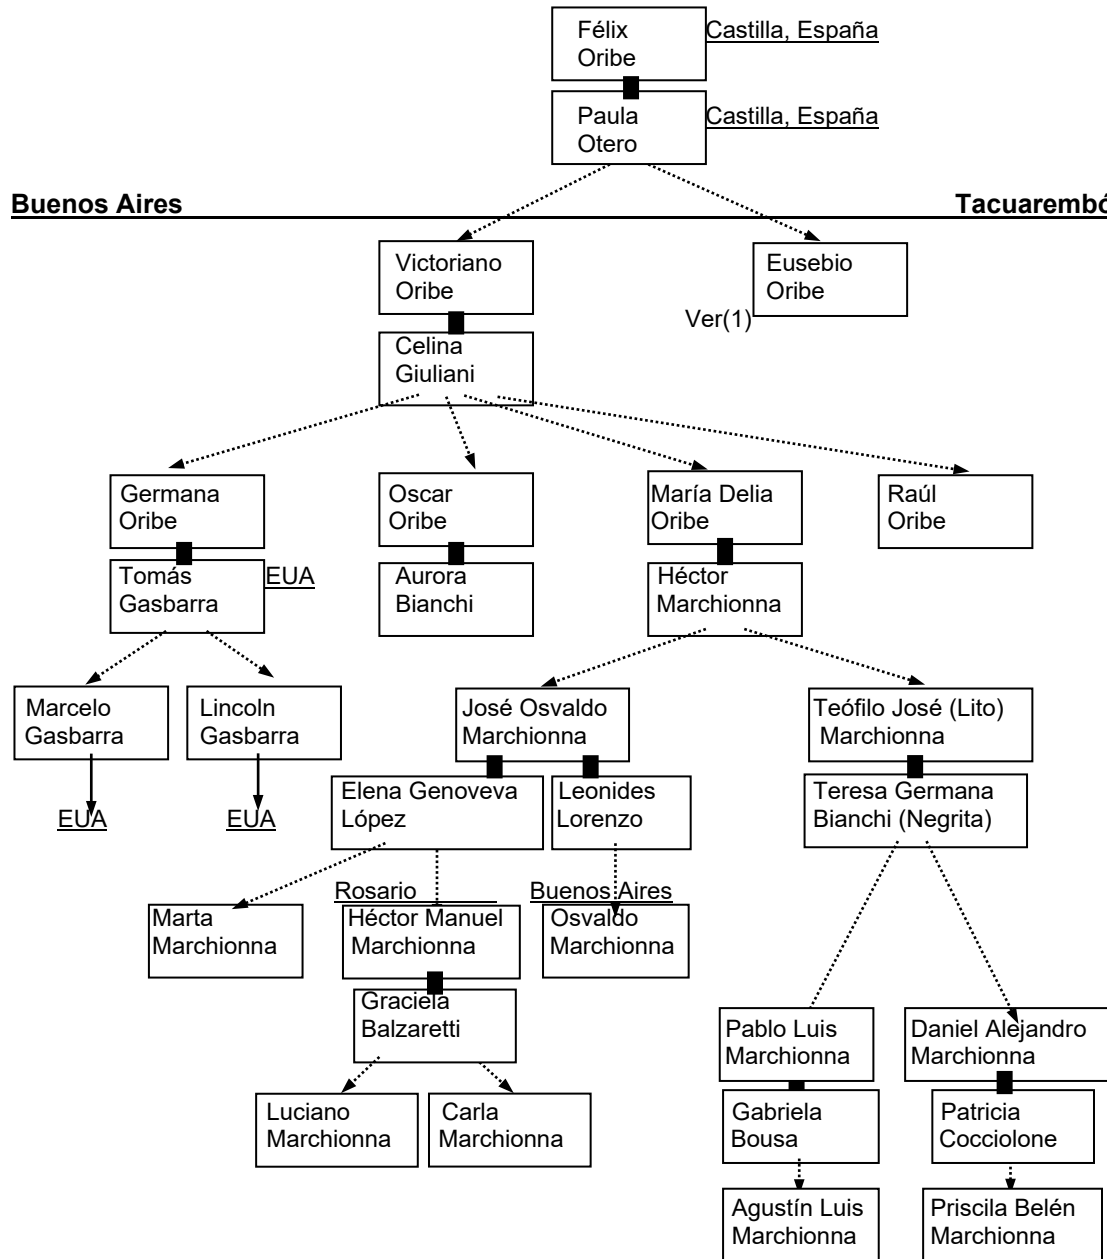 Félix
Oribe
Castilla, España
Paula
Otero
Castilla, España
Buenos Aires
Tacuarembó
Victoriano
Oribe
Eusebio
Oribe
Ver(1)
Celina
Giuliani
Germana
Oribe
Oscar
Oribe
María Delia
Oribe
Raúl
Oribe
Tomás
Gasbarra
EUA
Aurora
Bianchi
Héctor
Marchionna
Marcelo
Gasbarra
Lincoln
Gasbarra
José Osvaldo
Marchionna
Teófilo José (Lito)
Marchionna
EUA
EUA
Elena Genoveva
López
Leonides
Lorenzo
Teresa Germana
Bianchi (Negrita)
Rosario
Buenos Aires
Marta
Marchionna
Héctor Manuel
Marchionna
Osvaldo
Marchionna
Graciela
Balzaretti
Pablo Luis
Marchionna
Daniel Alejandro
Marchionna
Luciano
Marchionna
Carla
Marchionna
Gabriela
Bousa
Patricia
Cocciolone
Agustín Luis
Marchionna
Priscila Belén
Marchionna